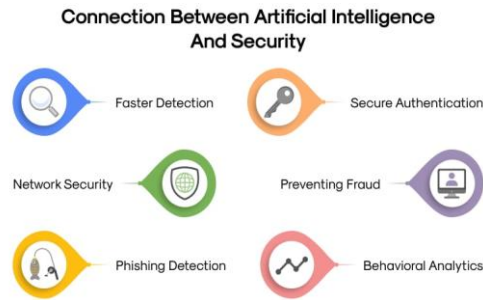 Connection Between Artificial Intelligence
And Security
Faster Detection
Secure Authentication
Network Security
Preventing Fraud
Phishing Detection
Behavioral Analytics